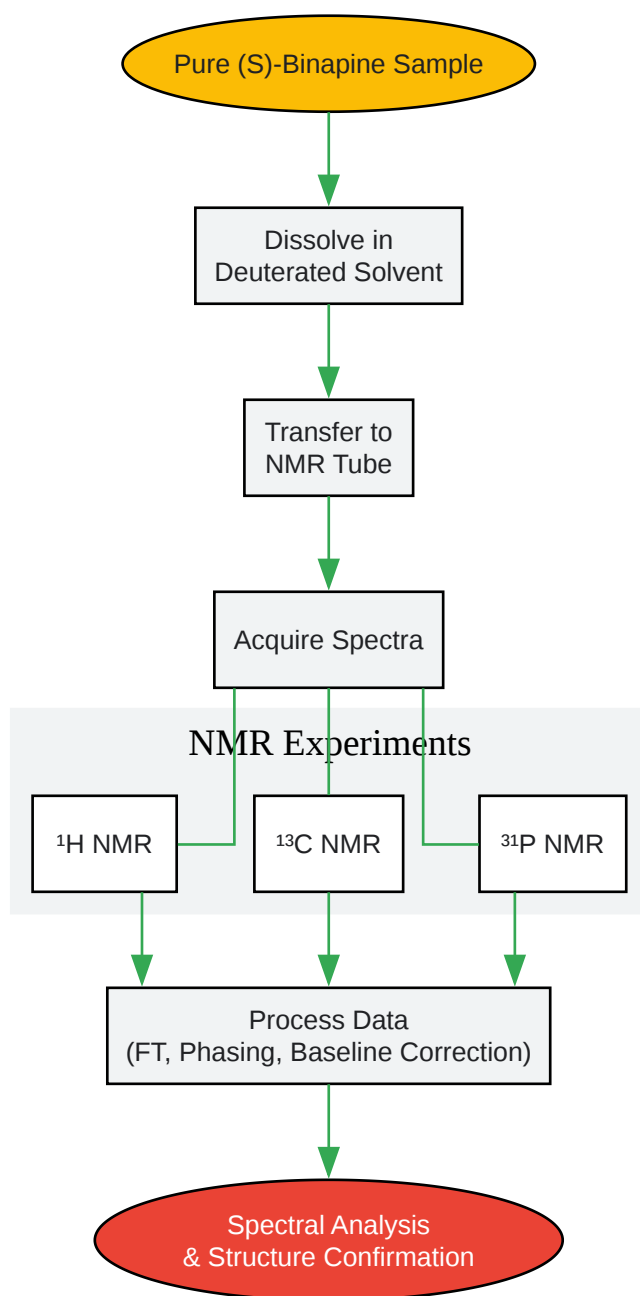 Pure (S)-Binapine Sample
Dissolve in
Deuterated Solvent
Transfer to
NMR Tube
Acquire Spectra
NMR Experiments
¹H NMR
¹³C NMR
³¹P NMR
Process Data
(FT, Phasing, Baseline Correction)
Spectral Analysis
& Structure Confirmation